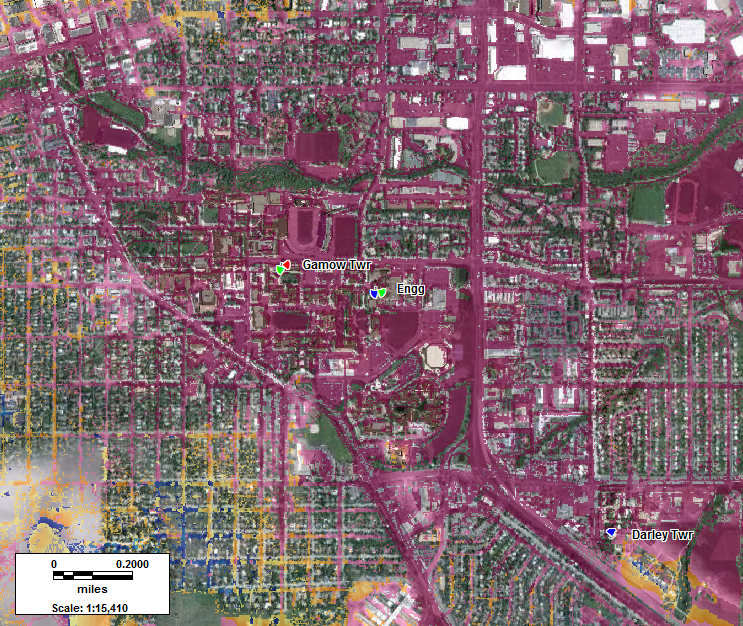 Gamow Twr
Engg
Darley Twr
0 0.2000
miles
Scale: 1:15,410